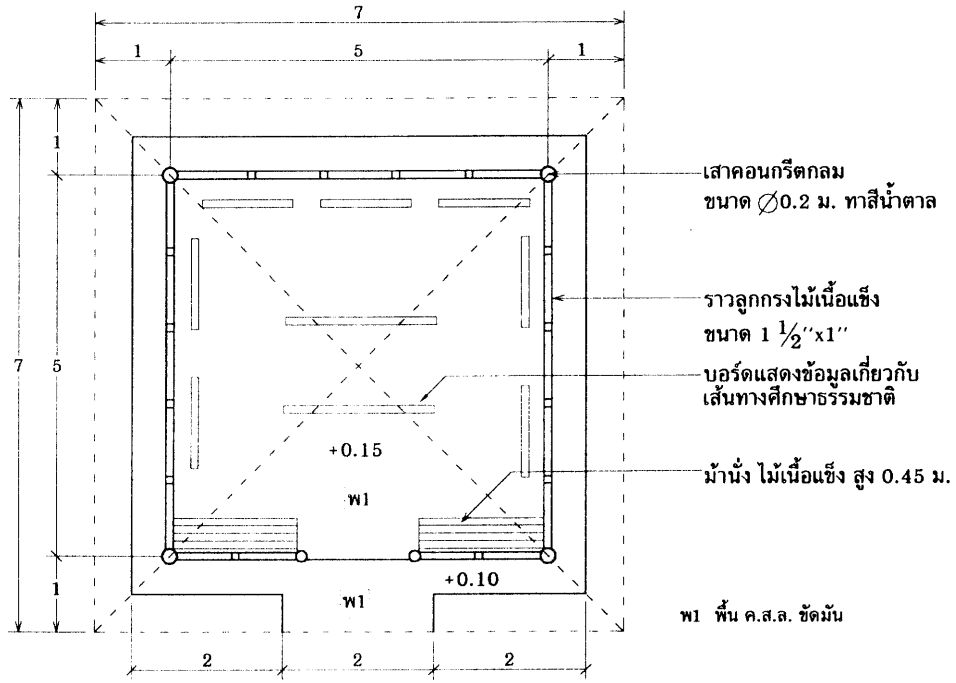 7
1 5 1
1
7 5
1
เสาคอนกรีตกลม
ขนาด ∅0.2 ม. ทาสีน้ำตาล
ราวลูกกรงไม้เนื้อแข็ง
ขนาด 1 ½″x1″
บอร์ดแสดงข้อมูลเกี่ยวกับ
เส้นทางศึกษาธรรมชาติ
+0.15
พ1
ม้านั่ง ไม้เนื้อแข็ง สูง 0.45 ม.
+0.10
พ1
พ1 พื้น ค.ส.ล. ขัดมัน
2 2 2